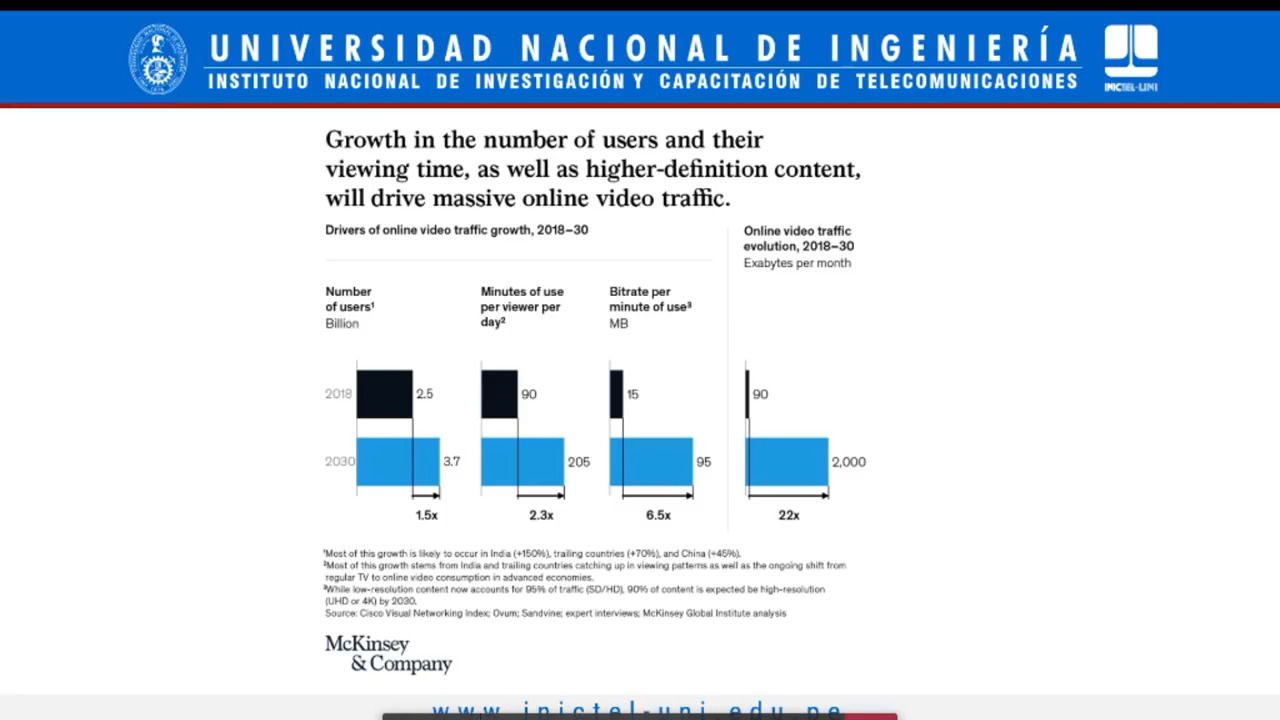 UNIVERSIDAD NACIONAL DE INGENIERÍA
INSTITUTO NACIONAL DE INVESTIGACIÓN Y CAPACITACIÓN DE TELECOMUNICACIONES
INICTEL-UNI
Growth in the number of users and their
viewing time, as well as higher-definition content,
will drive massive online video traffic.
Drivers of online video traffic growth, 2018–30
Online video traffic
evolution, 2018–30
Exabytes per month
Number
of users¹
Billion
Minutes of use
per viewer per
day²
Bitrate per
minute of use³
MB
2018 2.5 90 15 90
2030 3.7 205 95 2,000
1.5x 2.3x 6.5x 22x
¹Most of this growth is likely to occur in India (+150%), trailing countries (+70%), and China (+45%).
²Most of this growth stems from India and trailing countries catching up in viewing patterns as well as the ongoing shift from
regular TV to online video consumption in advanced economies.
³While low-resolution content now accounts for 95% of traffic (SD/HD), 90% of content is expected be high-resolution
(UHD or 4K) by 2030.
Source: Cisco Visual Networking Index; Ovum; Sandvine; expert interviews; McKinsey Global Institute analysis
McKinsey
& Company
www.inictel-uni.edu.pe